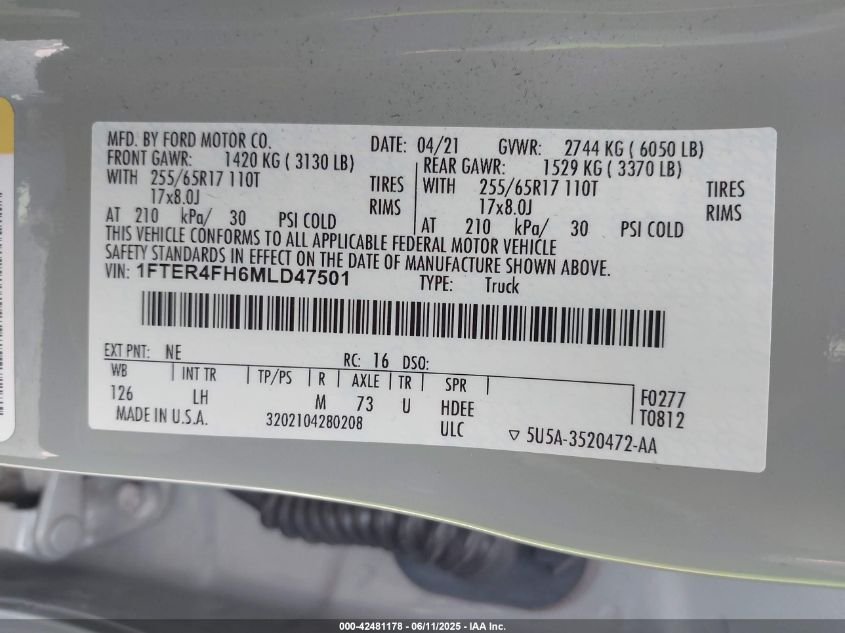 MFD. BY FORD MOTOR CO. DATE: 04/21 GVWR: 2744 KG ( 6050 LB)
FRONT GAWR: 1420 KG ( 3130 LB) REAR GAWR: 1529 KG ( 3370 LB)
WITH 255/65R17 110T TIRES WITH 255/65R17 110T TIRES
17x8.0J RIMS 17x8.0J RIMS
AT 210 kPa/ 30 PSI COLD AT 210 kPa/ 30 PSI COLD
THIS VEHICLE CONFORMS TO ALL APPLICABLE FEDERAL MOTOR VEHICLE
SAFETY STANDARDS IN EFFECT ON THE DATE OF MANUFACTURE SHOWN ABOVE.
VIN: 1FTER4FH6MLD47501 TYPE: Truck
EXT PNT: NE RC: 16 DSO:
WB INT TR TP/PS R AXLE TR SPR
126 LH M 73 U HDEE F0277
MADE IN U.S.A. 3202104280208 ULC T0812
▽ 5U5A-3520472-AA
000-42481178 - 06/11/2025 - IAA Inc.